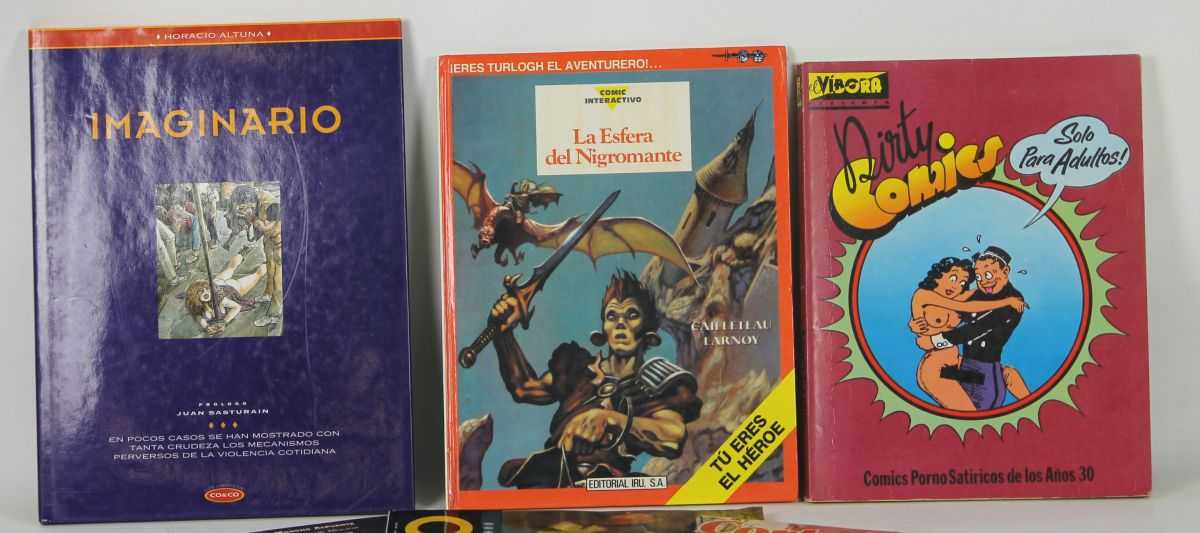 ♦ HORACIO ALTUNA ♦
IMAGINARIO
PROLOGO
JUAN SASTURAIN
EN POCOS CASOS SE HAN MOSTRADO CON
TANTA CRUDEZA LOS MECANISMOS
PERVERSOS DE LA VIOLENCIA COTIDIANA
CO&CO
¡ERES TURLOGH EL AVENTURERO!...
COMIC
INTERACTIVO
La Esfera
del Nigromante
CAILLETEAU
LARNOY
TÚ ERES
EL HÉROE
EDITORIAL IRU, S.A.
el VÍBORA
PRESENTA
Dirty
Comics
Solo
Para Adultos!
Comics Porno Satiricos de los Años 30